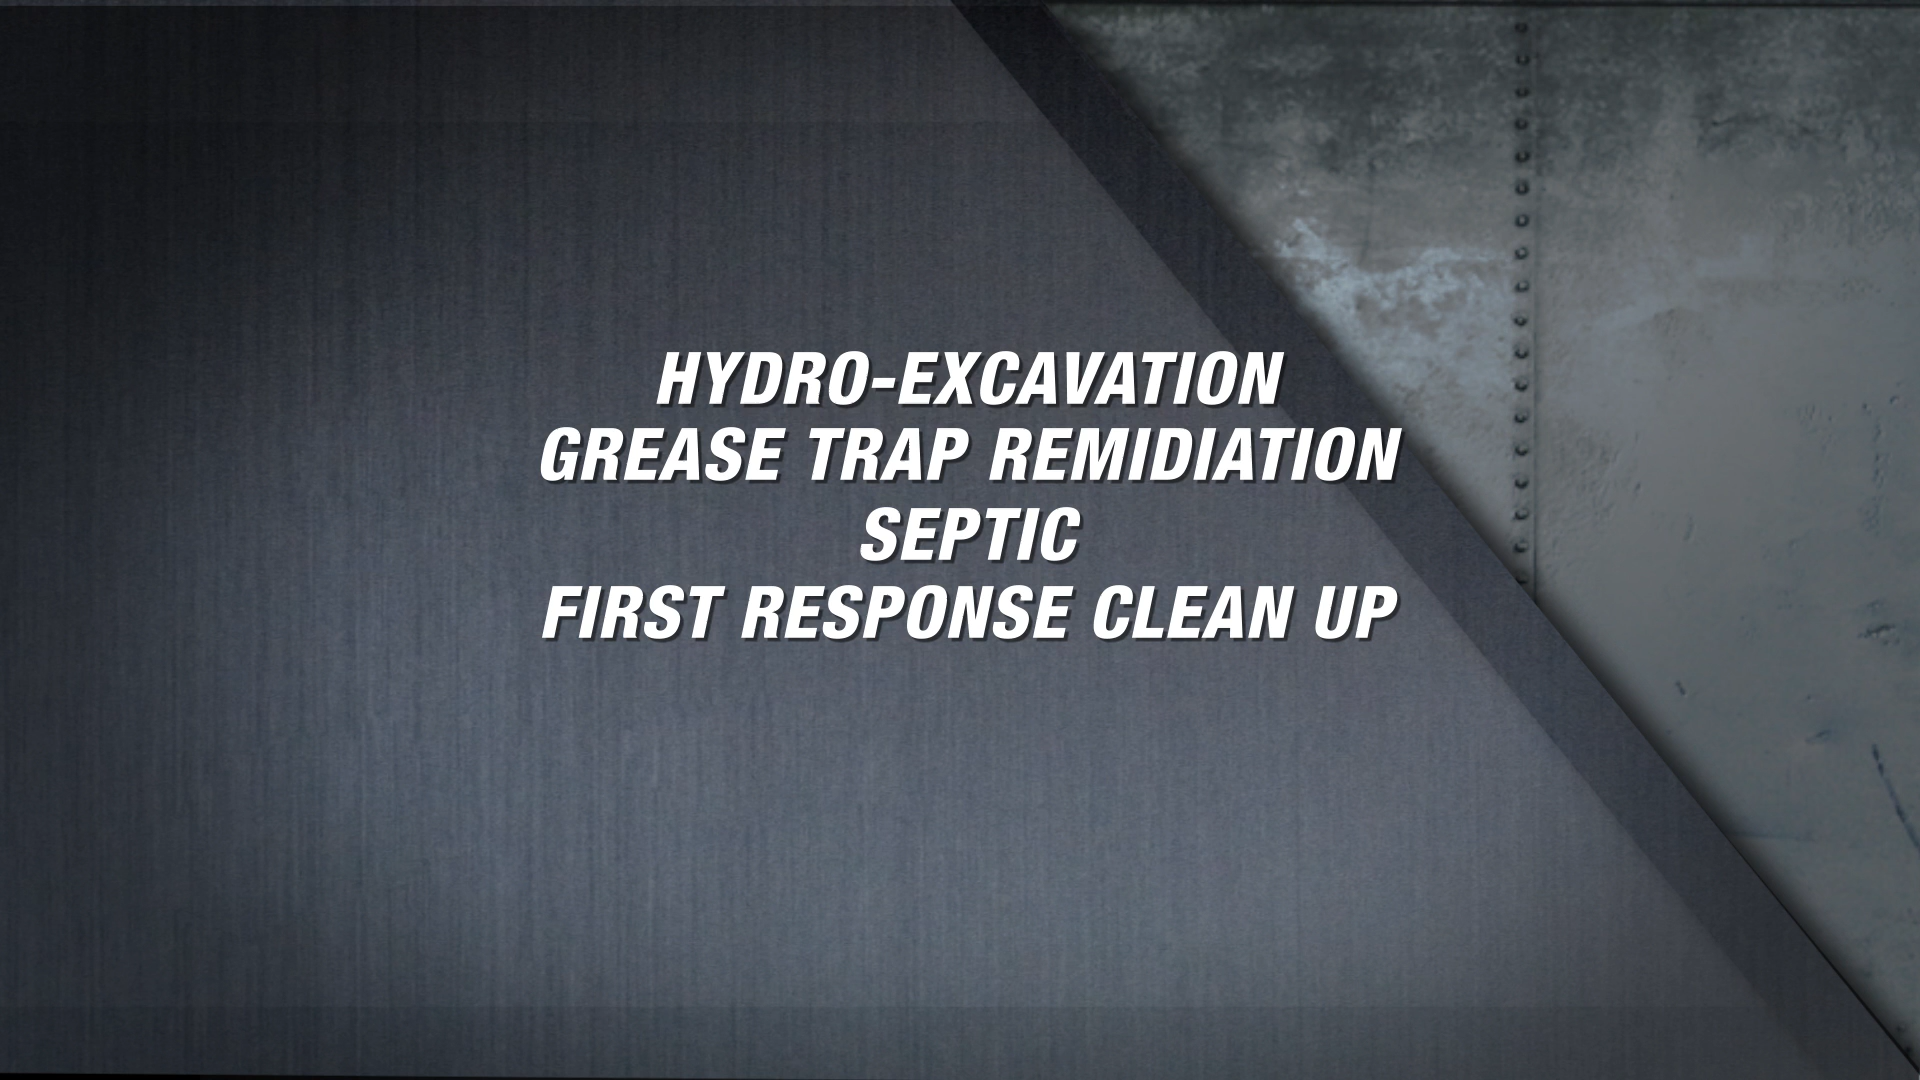 HYDRO-EXCAVATION
GREASE TRAP REMIDIATION
SEPTIC
FIRST RESPONSE CLEAN UP